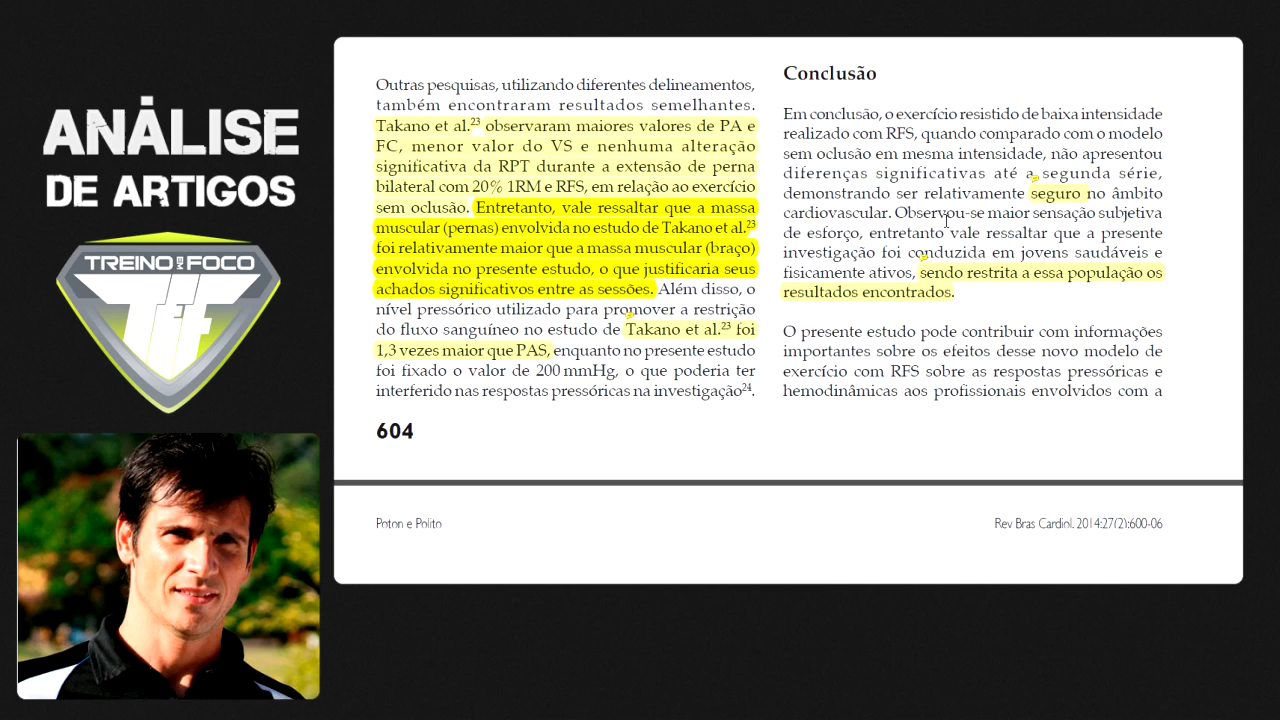 ANÁLISE
DE ARTIGOS
TREINO EM FOCO
TEF
Outras pesquisas, utilizando diferentes delineamentos,
também encontraram resultados semelhantes.
Takano et al.²³ observaram maiores valores de PA e
FC, menor valor do VS e nenhuma alteração
significativa da RPT durante a extensão de perna
bilateral com 20% 1RM e RFS, em relação ao exercício
sem oclusão. Entretanto, vale ressaltar que a massa
muscular (pernas) envolvida no estudo de Takano et al.²³
foi relativamente maior que a massa muscular (braço)
envolvida no presente estudo, o que justificaria seus
achados significativos entre as sessões. Além disso, o
nível pressórico utilizado para promover a restrição
do fluxo sanguíneo no estudo de Takano et al.²³ foi
1,3 vezes maior que PAS, enquanto no presente estudo
foi fixado o valor de 200 mmHg, o que poderia ter
interferido nas respostas pressóricas na investigação²⁴.
604
Conclusão
Em conclusão, o exercício resistido de baixa intensidade
realizado com RFS, quando comparado com o modelo
sem oclusão em mesma intensidade, não apresentou
diferenças significativas até a segunda série,
demonstrando ser relativamente seguro no âmbito
cardiovascular. Observou-se maior sensação subjetiva
de esforço, entretanto vale ressaltar que a presente
investigação foi conduzida em jovens saudáveis e
fisicamente ativos, sendo restrita a essa população os
resultados encontrados.
O presente estudo pode contribuir com informações
importantes sobre os efeitos desse novo modelo de
exercício com RFS sobre as respostas pressóricas e
hemodinâmicas aos profissionais envolvidos com a
Poton e Polito
Rev Bras Cardiol. 2014;27(2):600-06